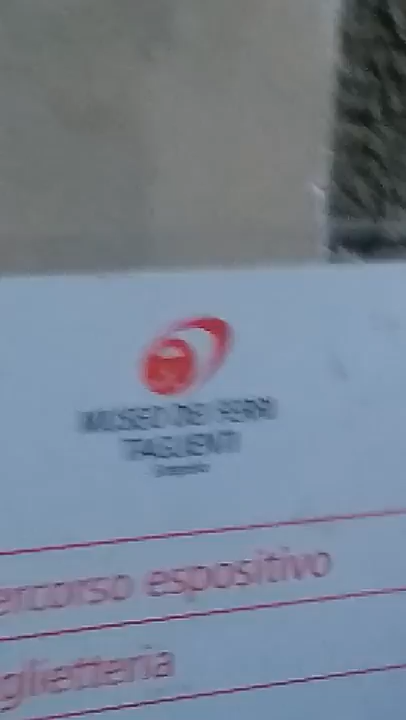 MUSEO DEI FERRI
TAGLIENTI
ercorso espositivo
glietteria